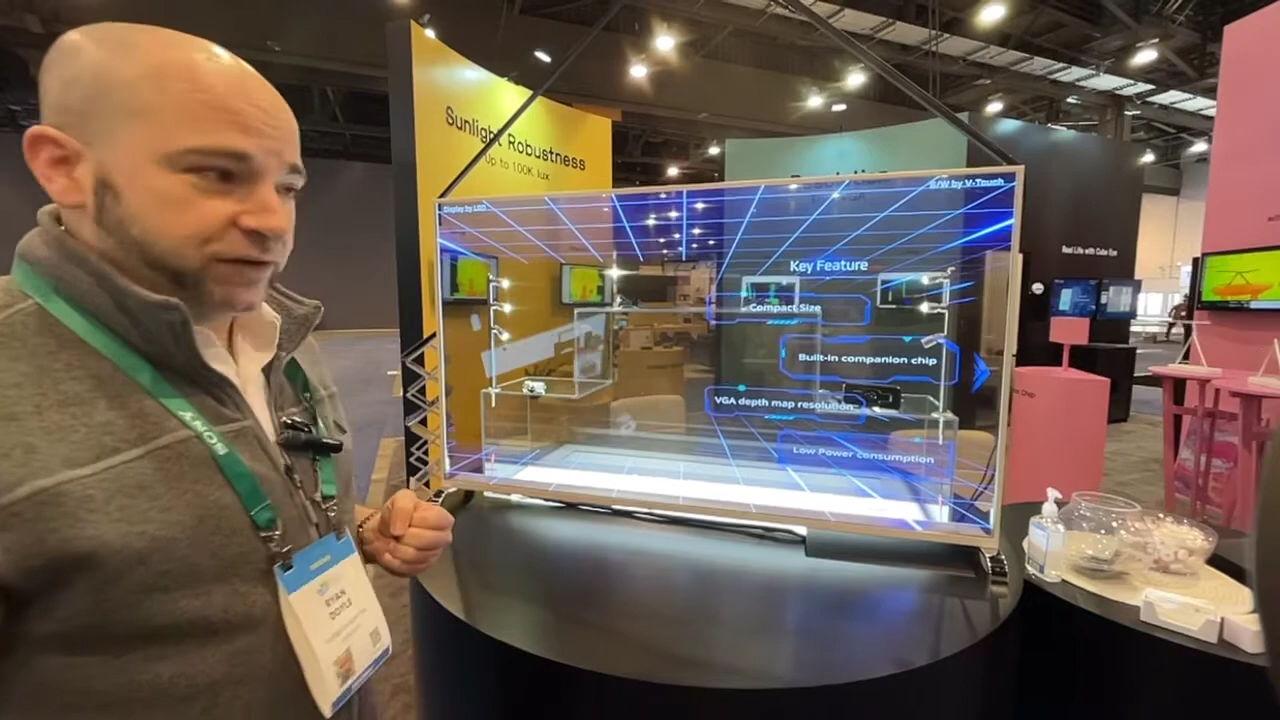 Sunlight Robustness
Up to 100K lux
Display by LED
S/W by V-Touch
Key Feature
Compact Size
Built-in companion chip
VGA depth map resolution
Low Power consumption
Real Life with Cube Eye
SONY
RYAN
DOYLE